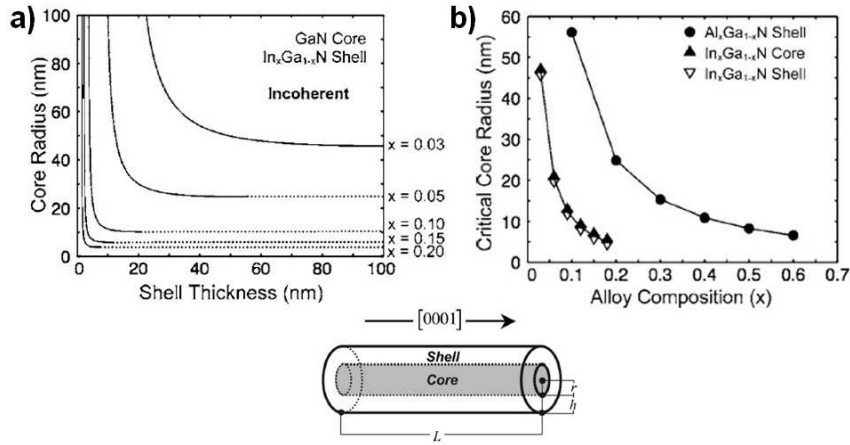 a)
GaN Core
InₓGa₁₋ₓN Shell
Incoherent
Core Radius (nm)
100
80
60
40
20
0
0
20
40
60
80
100
Shell Thickness (nm)
x = 0.03
x = 0.05
x = 0.10
x = 0.15
x = 0.20
b)
AlₓGa₁₋ₓN Shell
InₓGa₁₋ₓN Core
InₓGa₁₋ₓN Shell
Critical Core Radius (nm)
60
50
40
30
20
10
0
0
0.1
0.2
0.3
0.4
0.5
0.6
0.7
Alloy Composition (x)
[0001]
Shell
Core
r
h
L